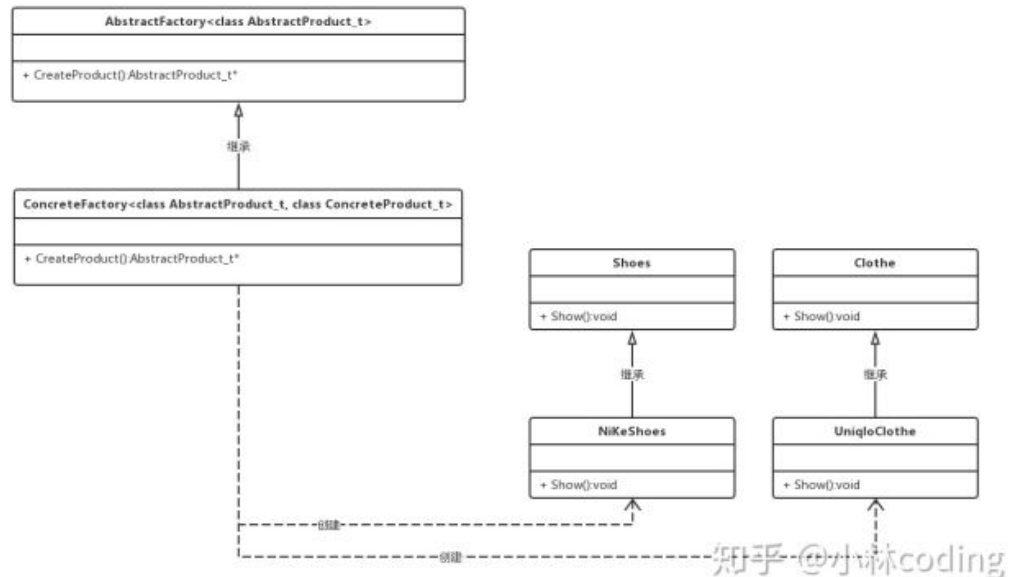 AbstractFactory<class AbstractProduct_t>
+ CreateProduct():AbstractProduct_t*
继承
ConcreteFactory<class AbstractProduct_t, class ConcreteProduct_t>
+ CreateProduct():AbstractProduct_t*
Shoes
+ Show():void
Clothe
+ Show():void
继承
继承
NiKeShoes
+ Show():void
UniqloClothe
+ Show():void
创建
创建
知乎 @小林coding